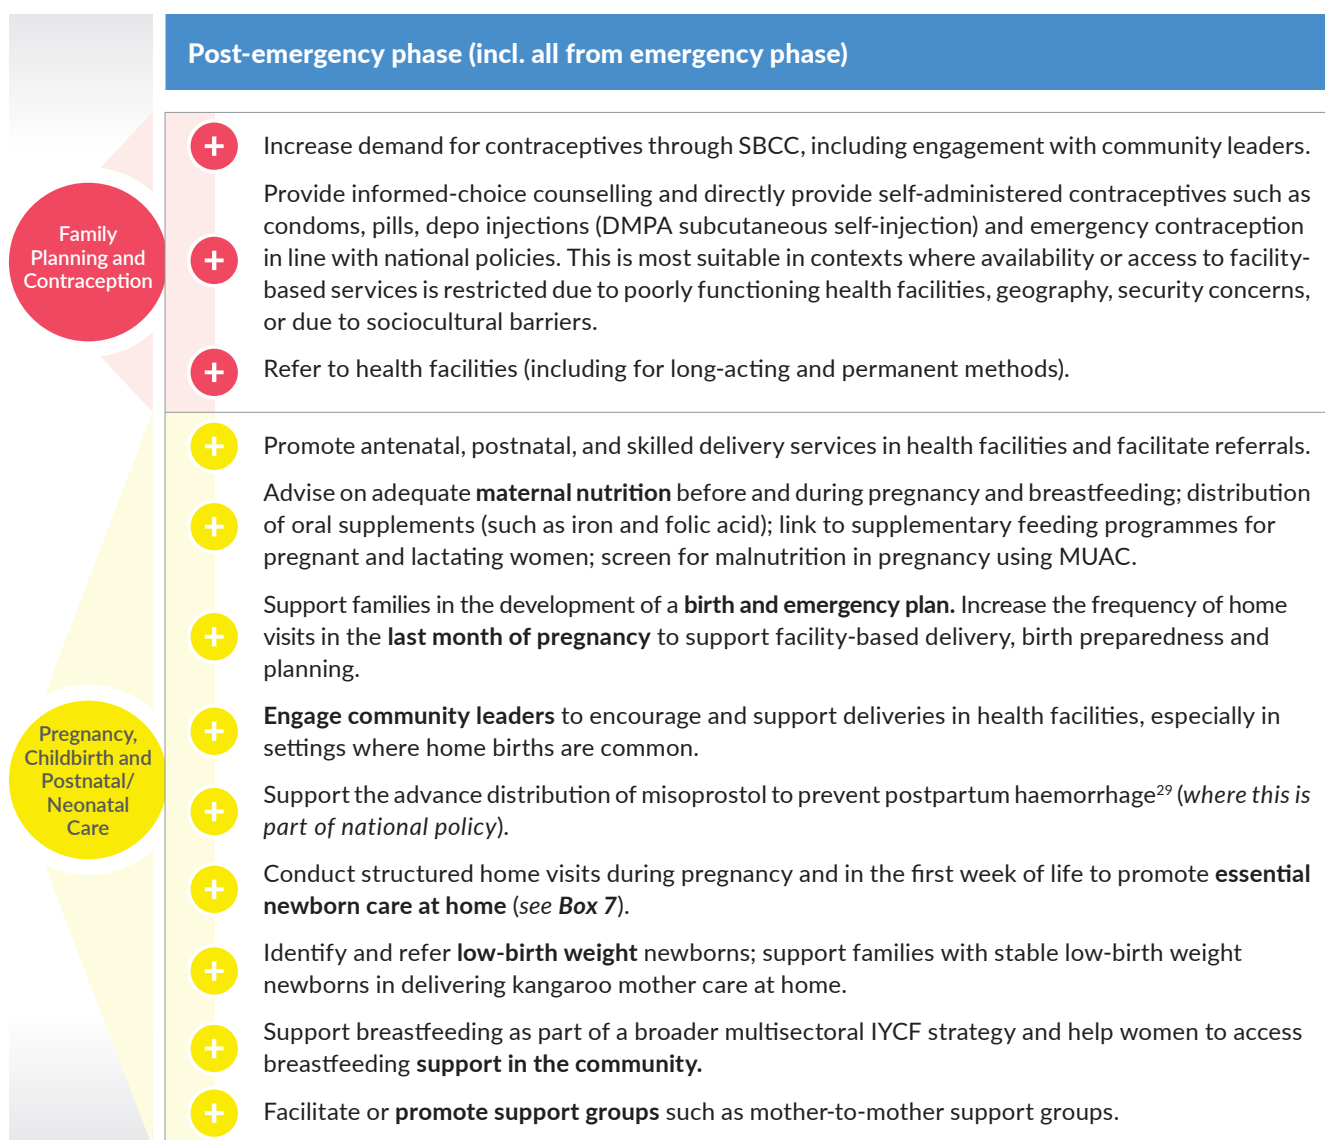 Post-emergency phase (incl. all from emergency phase)
Family
Planning and
Contraception
Increase demand for contraceptives through SBCC, including engagement with community leaders.
Provide informed-choice counselling and directly provide self-administered contraceptives such as
condoms, pills, depo injections (DMPA subcutaneous self-injection) and emergency contraception
in line with national policies. This is most suitable in contexts where availability or access to facility-
based services is restricted due to poorly functioning health facilities, geography, security concerns,
or due to sociocultural barriers.
Refer to health facilities (including for long-acting and permanent methods).
Pregnancy,
Childbirth and
Postnatal/
Neonatal
Care
Promote antenatal, postnatal, and skilled delivery services in health facilities and facilitate referrals.
Advise on adequate maternal nutrition before and during pregnancy and breastfeeding; distribution
of oral supplements (such as iron and folic acid); link to supplementary feeding programmes for
pregnant and lactating women; screen for malnutrition in pregnancy using MUAC.
Support families in the development of a birth and emergency plan. Increase the frequency of home
visits in the last month of pregnancy to support facility-based delivery, birth preparedness and
planning.
Engage community leaders to encourage and support deliveries in health facilities, especially in
settings where home births are common.
Support the advance distribution of misoprostol to prevent postpartum haemorrhage²⁹ (where this is
part of national policy).
Conduct structured home visits during pregnancy and in the first week of life to promote essential
newborn care at home (see Box 7).
Identify and refer low-birth weight newborns; support families with stable low-birth weight
newborns in delivering kangaroo mother care at home.
Support breastfeeding as part of a broader multisectoral IYCF strategy and help women to access
breastfeeding support in the community.
Facilitate or promote support groups such as mother-to-mother support groups.